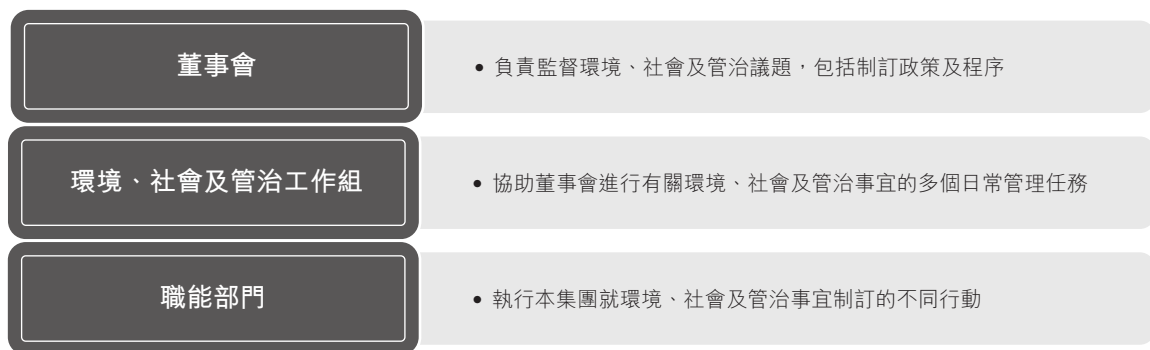 董事會
• 負責監督環境、社會及管治議題，包括制訂政策及程序
環境、社會及管治工作組
• 協助董事會進行有關環境、社會及管治事宜的多個日常管理任務
職能部門
• 執行本集團就環境、社會及管治事宜制訂的不同行動